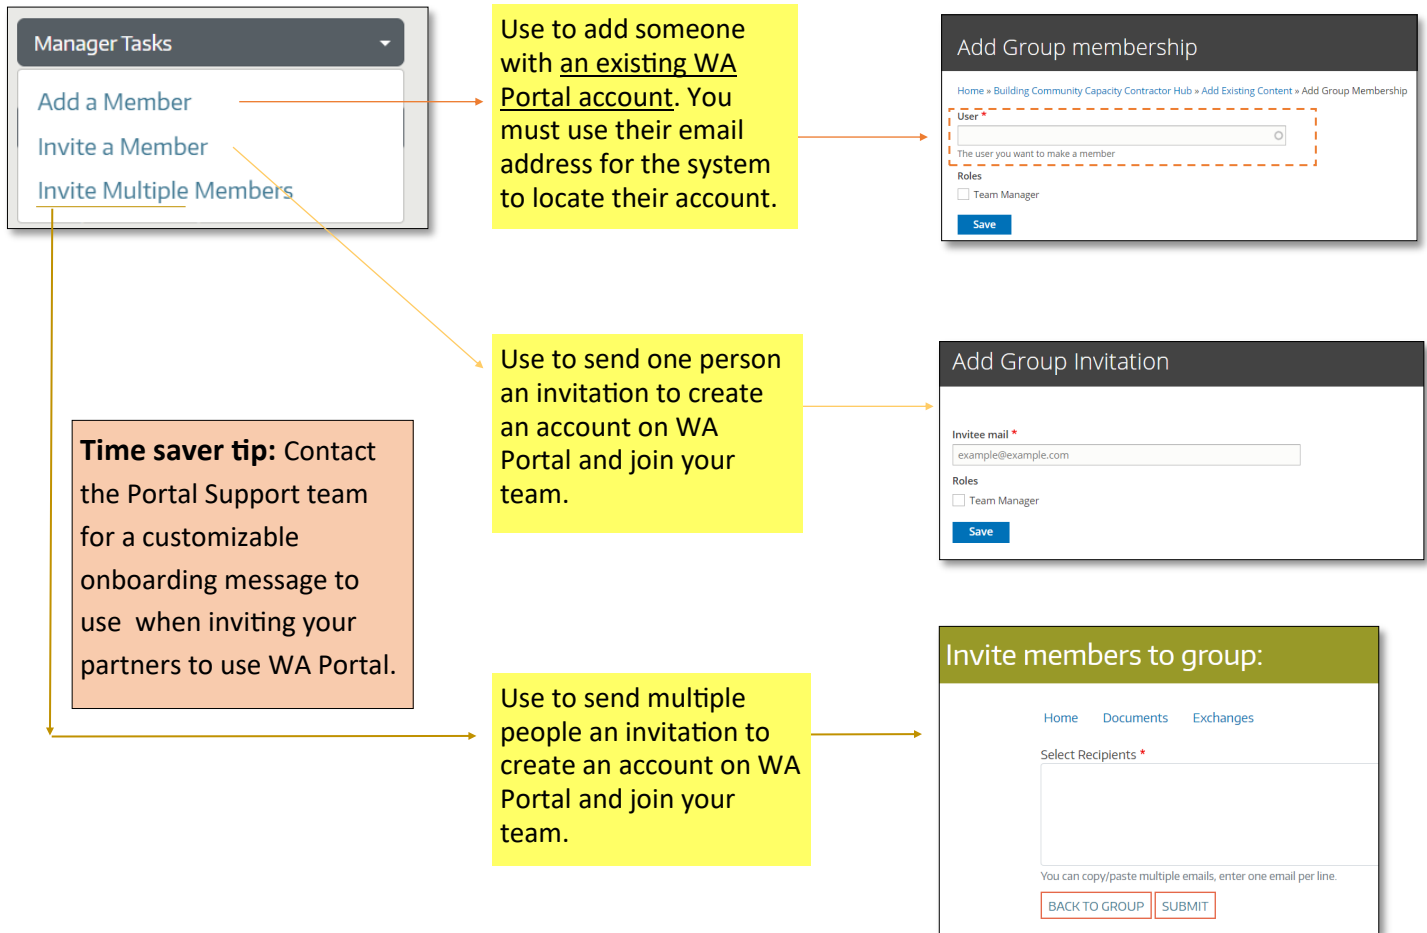 Manager Tasks
Add a Member
Invite a Member
Invite Multiple Members
Use to add someone
with an existing WA
Portal account. You
must use their email
address for the system
to locate their account.
Add Group membership
Home » Building Community Capacity Contractor Hub » Add Existing Content » Add Group Membership
User *
The user you want to make a member
Roles
Team Manager
Save
Use to send one person
an invitation to create
an account on WA
Portal and join your
team.
Add Group Invitation
Invitee mail *
example@example.com
Roles
Team Manager
Save
Time saver tip: Contact
the Portal Support team
for a customizable
onboarding message to
use  when inviting your
partners to use WA Portal.
Use to send multiple
people an invitation to
create an account on WA
Portal and join your
team.
Invite members to group:
Home Documents Exchanges
Select Recipients *
You can copy/paste multiple emails, enter one email per line.
BACK TO GROUP SUBMIT